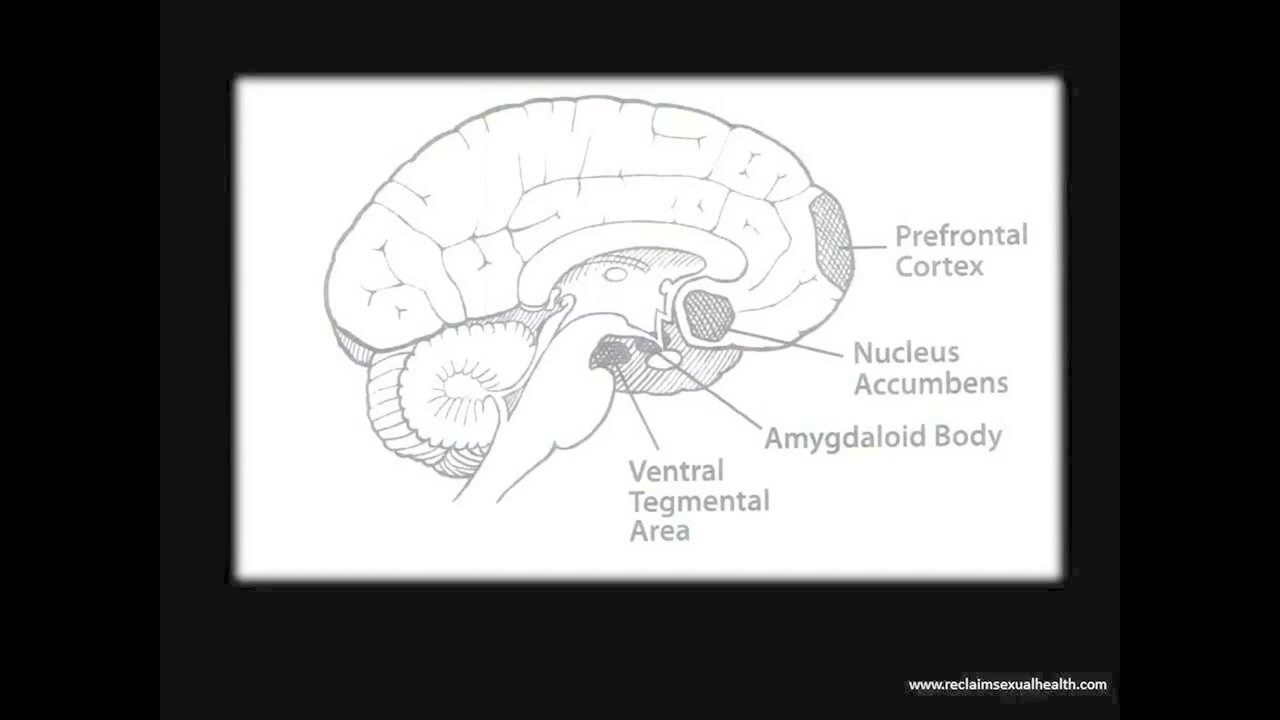 Prefrontal
Cortex
Nucleus
Accumbens
Amygdaloid Body
Ventral
Tegmental
Area
www.reclaimsexualhealth.com